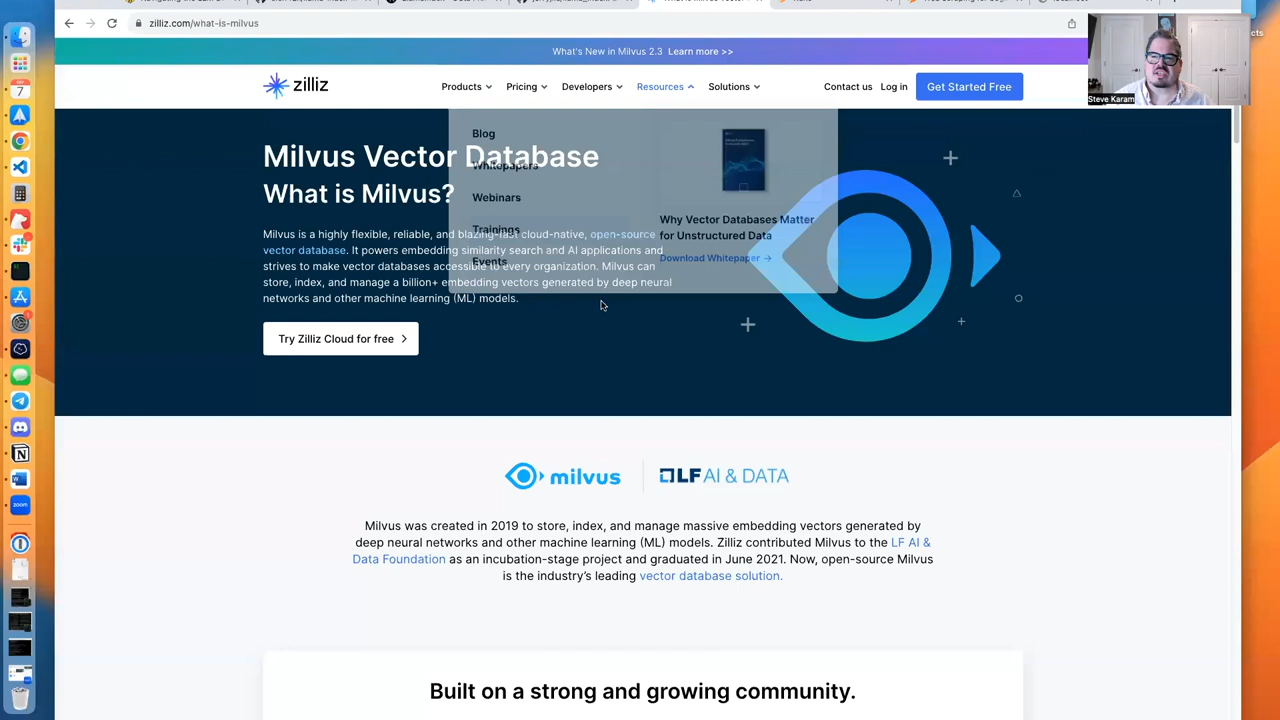 zilliz.com/what-is-milvus
What's New in Milvus 2.3 Learn more >>
zilliz
Products
Pricing
Developers
Resources
Solutions
Contact us
Log in
Get Started Free
Steve Karam
Blog
Whitepapers
Webinars
Trainings
Events
Why Vector Databases Matter
for Unstructured Data
Download Whitepaper →
Milvus Vector Database
What is Milvus?
Milvus is a highly flexible, reliable, and blazing-fast cloud-native, open-source
vector database. It powers embedding similarity search and AI applications and
strives to make vector databases accessible to every organization. Milvus can
store, index, and manage a billion+ embedding vectors generated by deep neural
networks and other machine learning (ML) models.
Try Zilliz Cloud for free
milvus
LF AI & DATA
Milvus was created in 2019 to store, index, and manage massive embedding vectors generated by
deep neural networks and other machine learning (ML) models. Zilliz contributed Milvus to the LF AI &
Data Foundation as an incubation-stage project and graduated in June 2021. Now, open-source Milvus
is the industry's leading vector database solution.
Built on a strong and growing community.
zoom
7